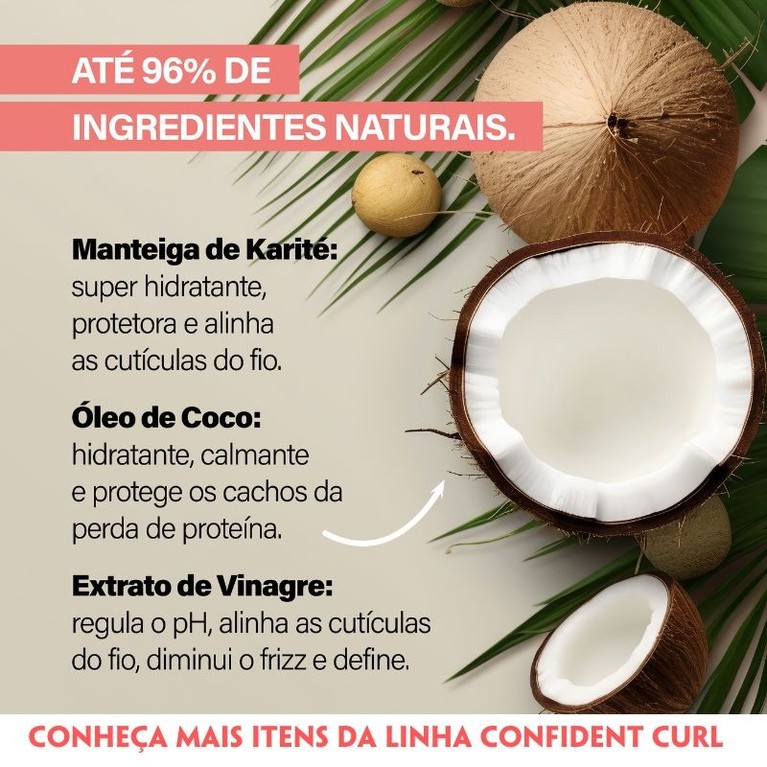 ATÉ 96% DE
INGREDIENTES NATURAIS.
Manteiga de Karité:
super hidratante,
protetora e alinha
as cutículas do fio.
Óleo de Coco:
hidratante, calmante
e protege os cachos da
perda de proteína.
Extrato de Vinagre:
regula o pH, alinha as cutículas
do fio, diminui o frizz e define.
CONHEÇA MAIS ITENS DA LINHA CONFIDENT CURL